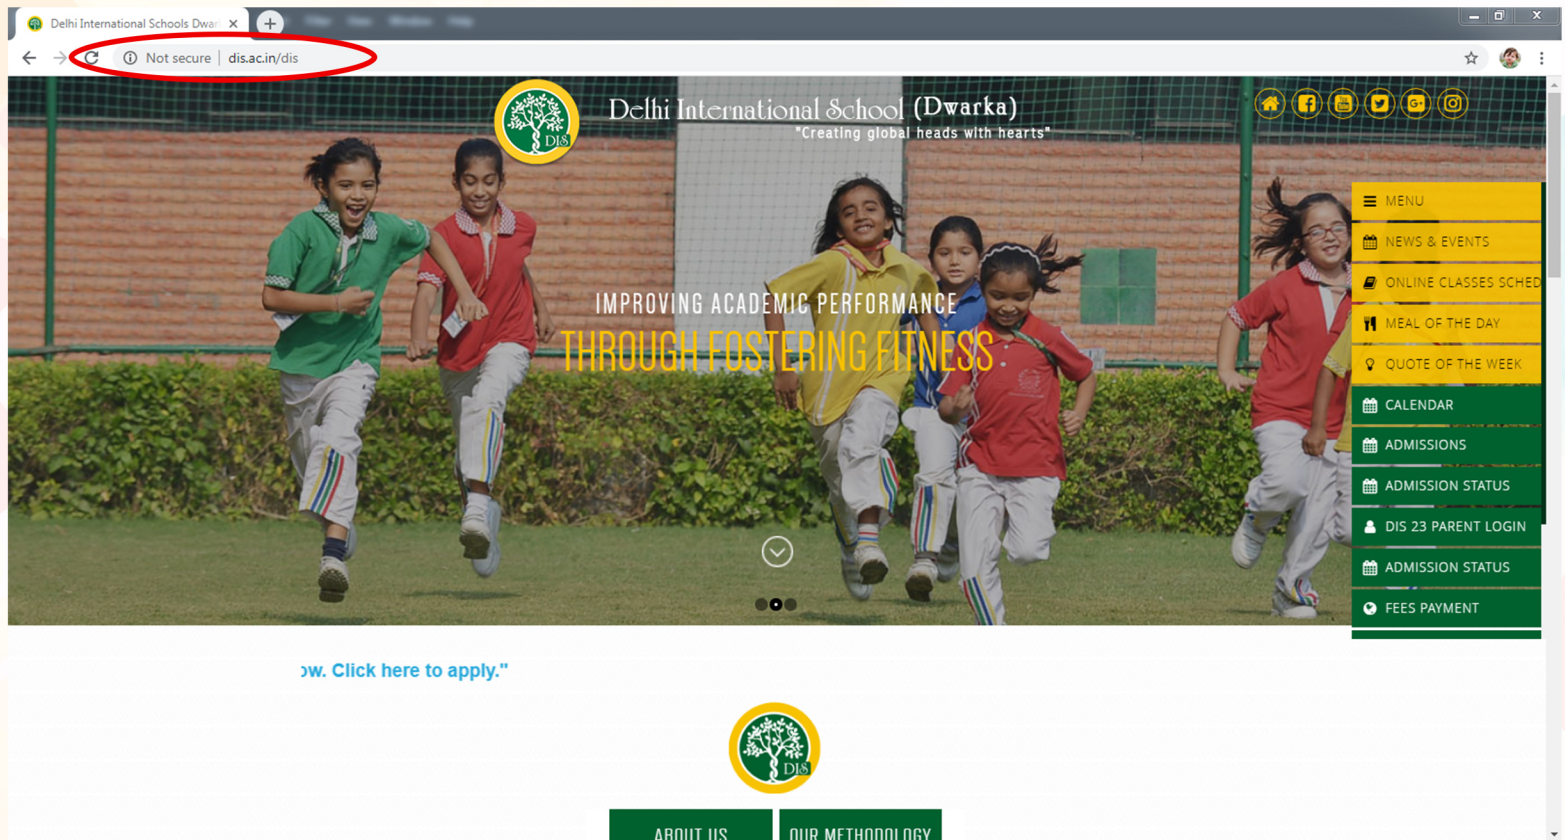 Delhi International Schools Dwar
Not secure
dis.ac.in/dis
DIS
Delhi International School (Dwarka)
"Creating global heads with hearts"
IMPROVING ACADEMIC PERFORMANCE
THROUGH FOSTERING FITNESS
MENU
NEWS & EVENTS
ONLINE CLASSES SCHED
MEAL OF THE DAY
QUOTE OF THE WEEK
CALENDAR
ADMISSIONS
ADMISSION STATUS
DIS 23 PARENT LOGIN
ADMISSION STATUS
FEES PAYMENT
ow. Click here to apply."
DIS
ABOUT US
OUR METHODOLOGY